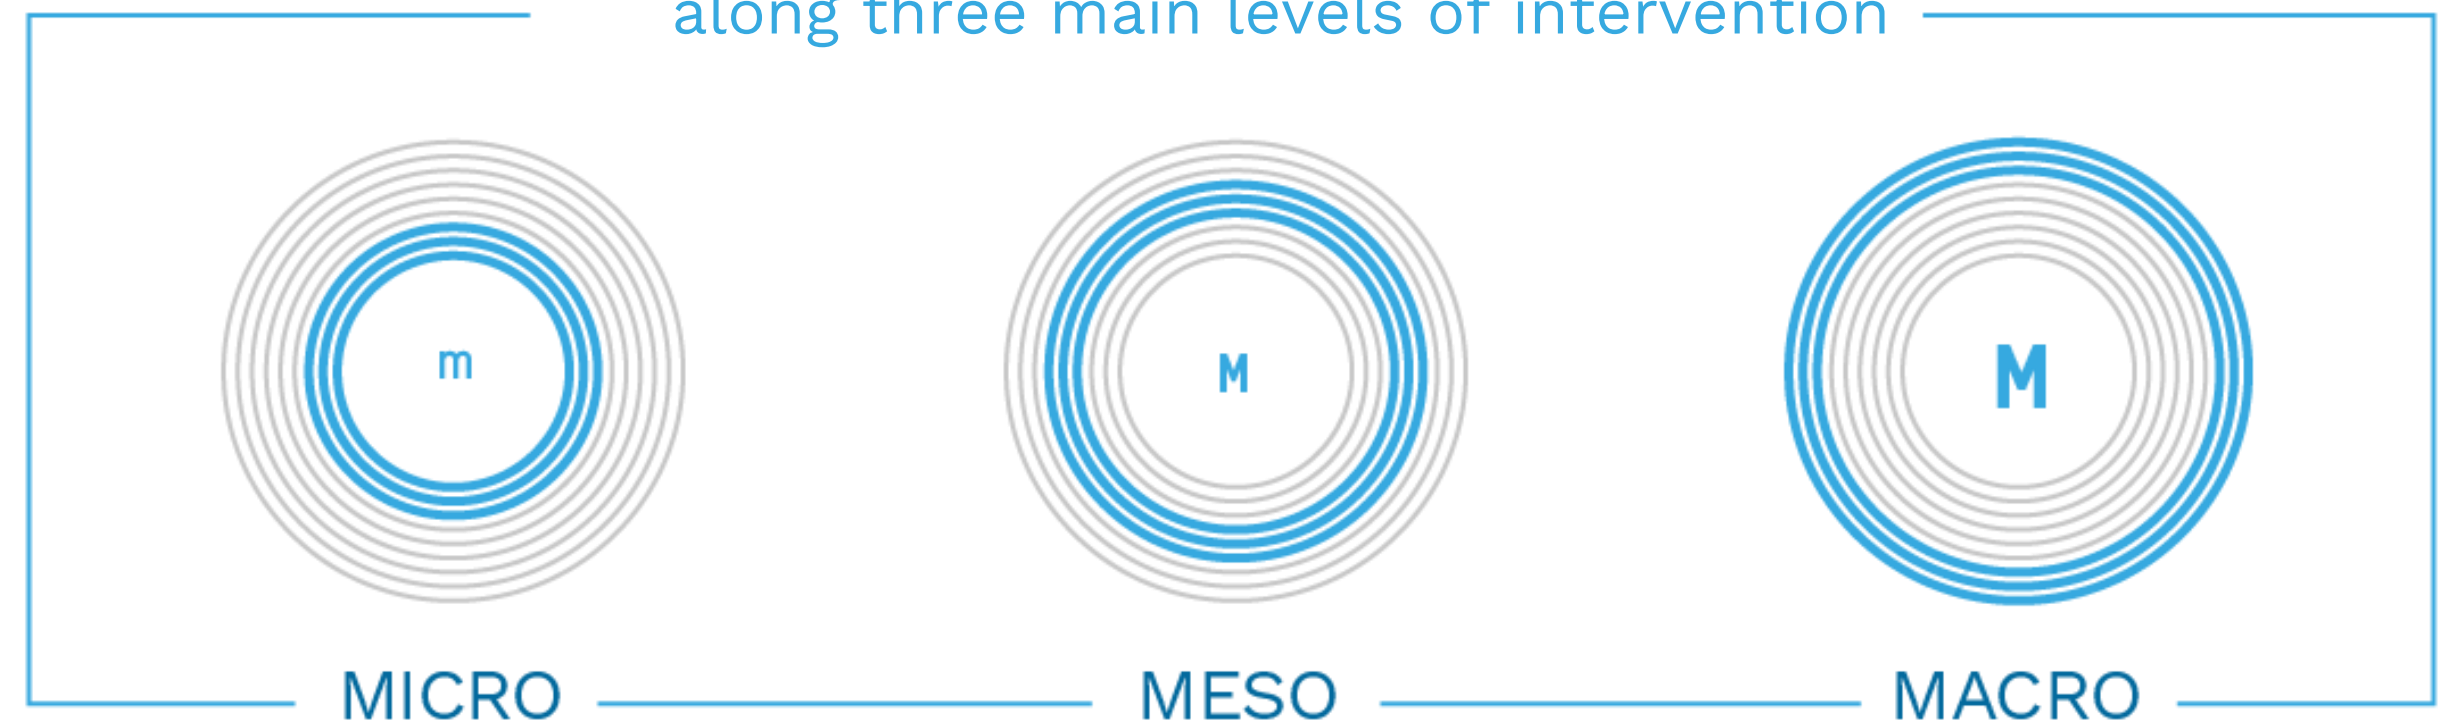 along three main levels of intervention
m
M
M
MICRO
MESO
MACRO